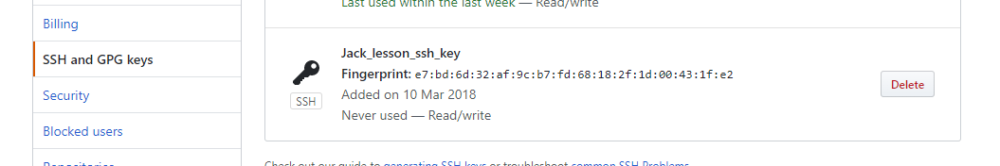 Last used within the last week — Read/write
Billing
SSH and GPG keys
Security
Blocked users
Repositories
Jack_lesson_ssh_key
Fingerprint: e7:bd:6d:32:af:9c:b7:fd:68:18:2f:1d:00:43:1f:e2
SSH
Added on 10 Mar 2018
Never used — Read/write
Delete
Check out our guide to generating SSH keys or troubleshoot common SSH Problems